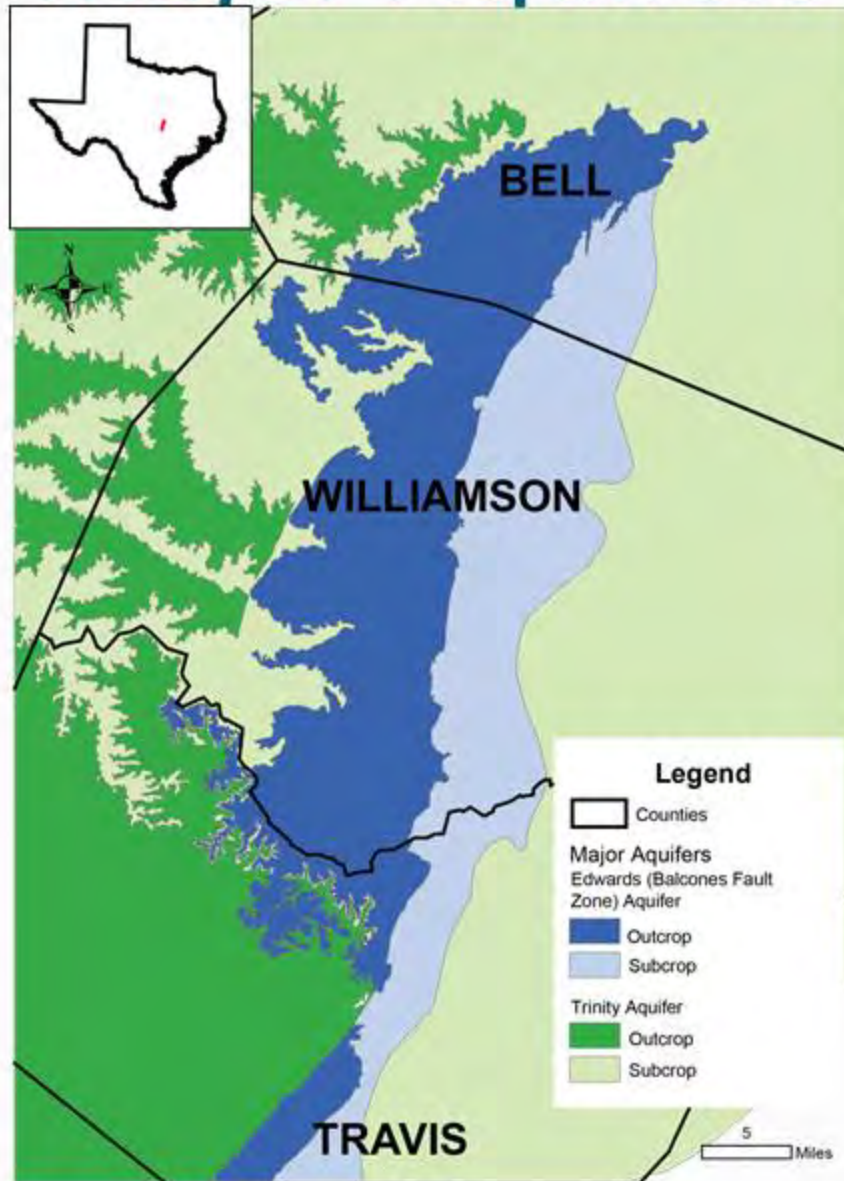 N
W
E
S
BELL
WILLIAMSON
TRAVIS
Legend
Counties
Major Aquifers
Edwards (Balcones Fault
Zone) Aquifer
Outcrop
Subcrop
Trinity Aquifer
Outcrop
Subcrop
5
Miles